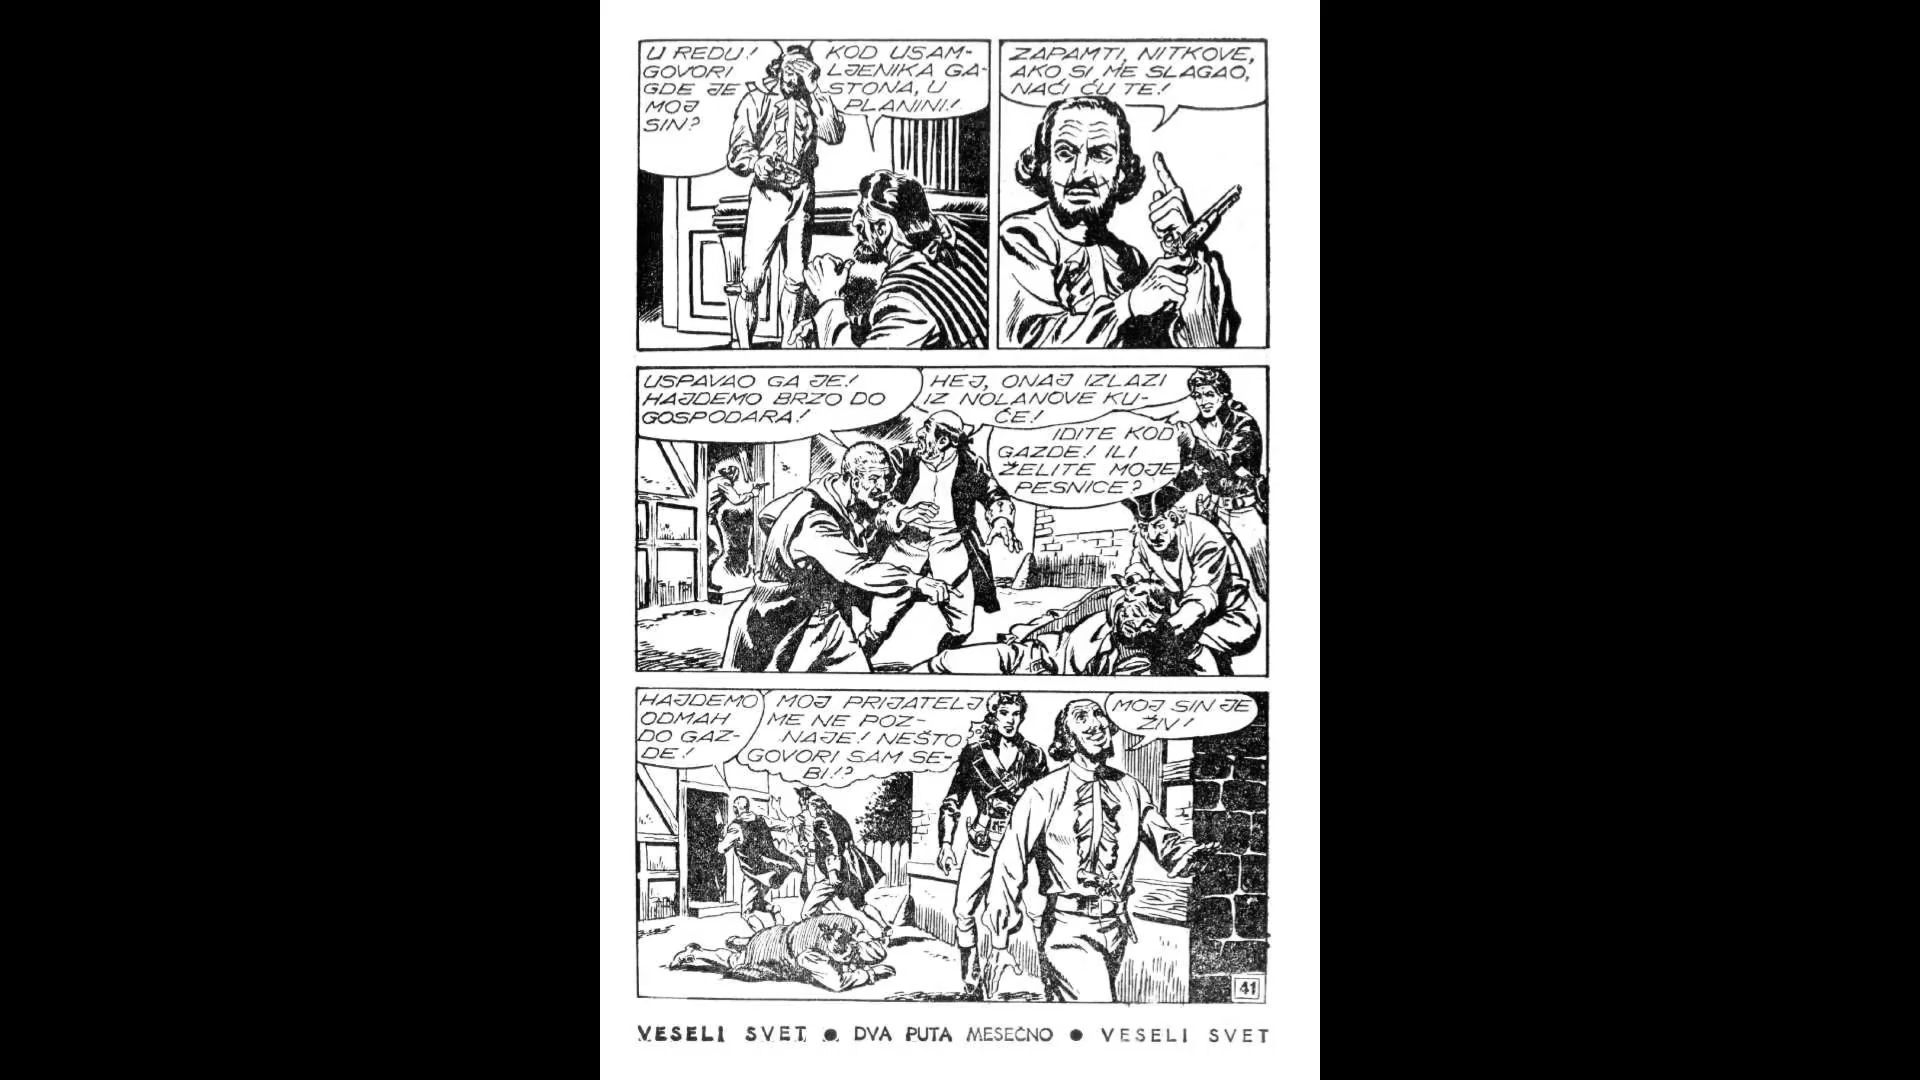 U REDU!
GOVORI
GDE JE
MOJ
SIN?
KOD USAM-
LJENIKA GA-
STONA, U
PLANINI!
ZAPAMTI, NITKOVE,
AKO SI ME SLAGAO,
NAĆI ĆU TE!
USPAVAO GA JE!
HAJDEMO BRZO DO
GOSPODARA!
HEJ, ONAJ IZLAZI
IZ NOLANOVE KU-
ĆE!
IDITE KOD
GAZDE! ILI
ŽELITE MOJE
PESNICE?
HAJDEMO
ODMAH
DO GAZ-
DE!
MOJ PRIJATELJ
ME NE POZ-
NAJE! NEŠTO
GOVORI SAM SE-
BI!?
MOJ SIN JE
ŽIV!
41
VESELI SVET ● DVA PUTA MESEČNO ● VESELI SVET